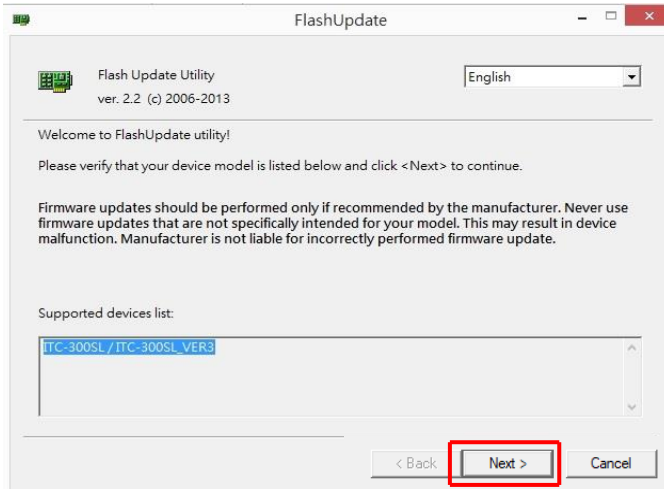 FlashUpdate
Flash Update Utility
English
ver. 2.2 (c) 2006-2013
Welcome to FlashUpdate utility!
Please verify that your device model is listed below and click <Next> to continue.
Firmware updates should be performed only if recommended by the manufacturer. Never use
firmware updates that are not specifically intended for your model. This may result in device
malfunction. Manufacturer is not liable for incorrectly performed firmware update.
Supported devices list:
ITC-300SL / ITC-300SL_VER3
< Back
Next >
Cancel